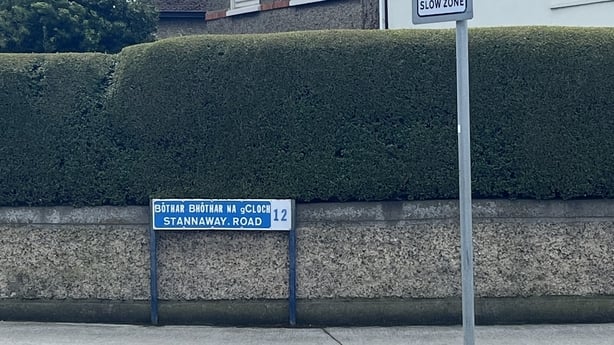 SLOW ZONE
BÓTHAR BHÓTHAR NA gCLOCH 12
STANNAWAY. ROAD